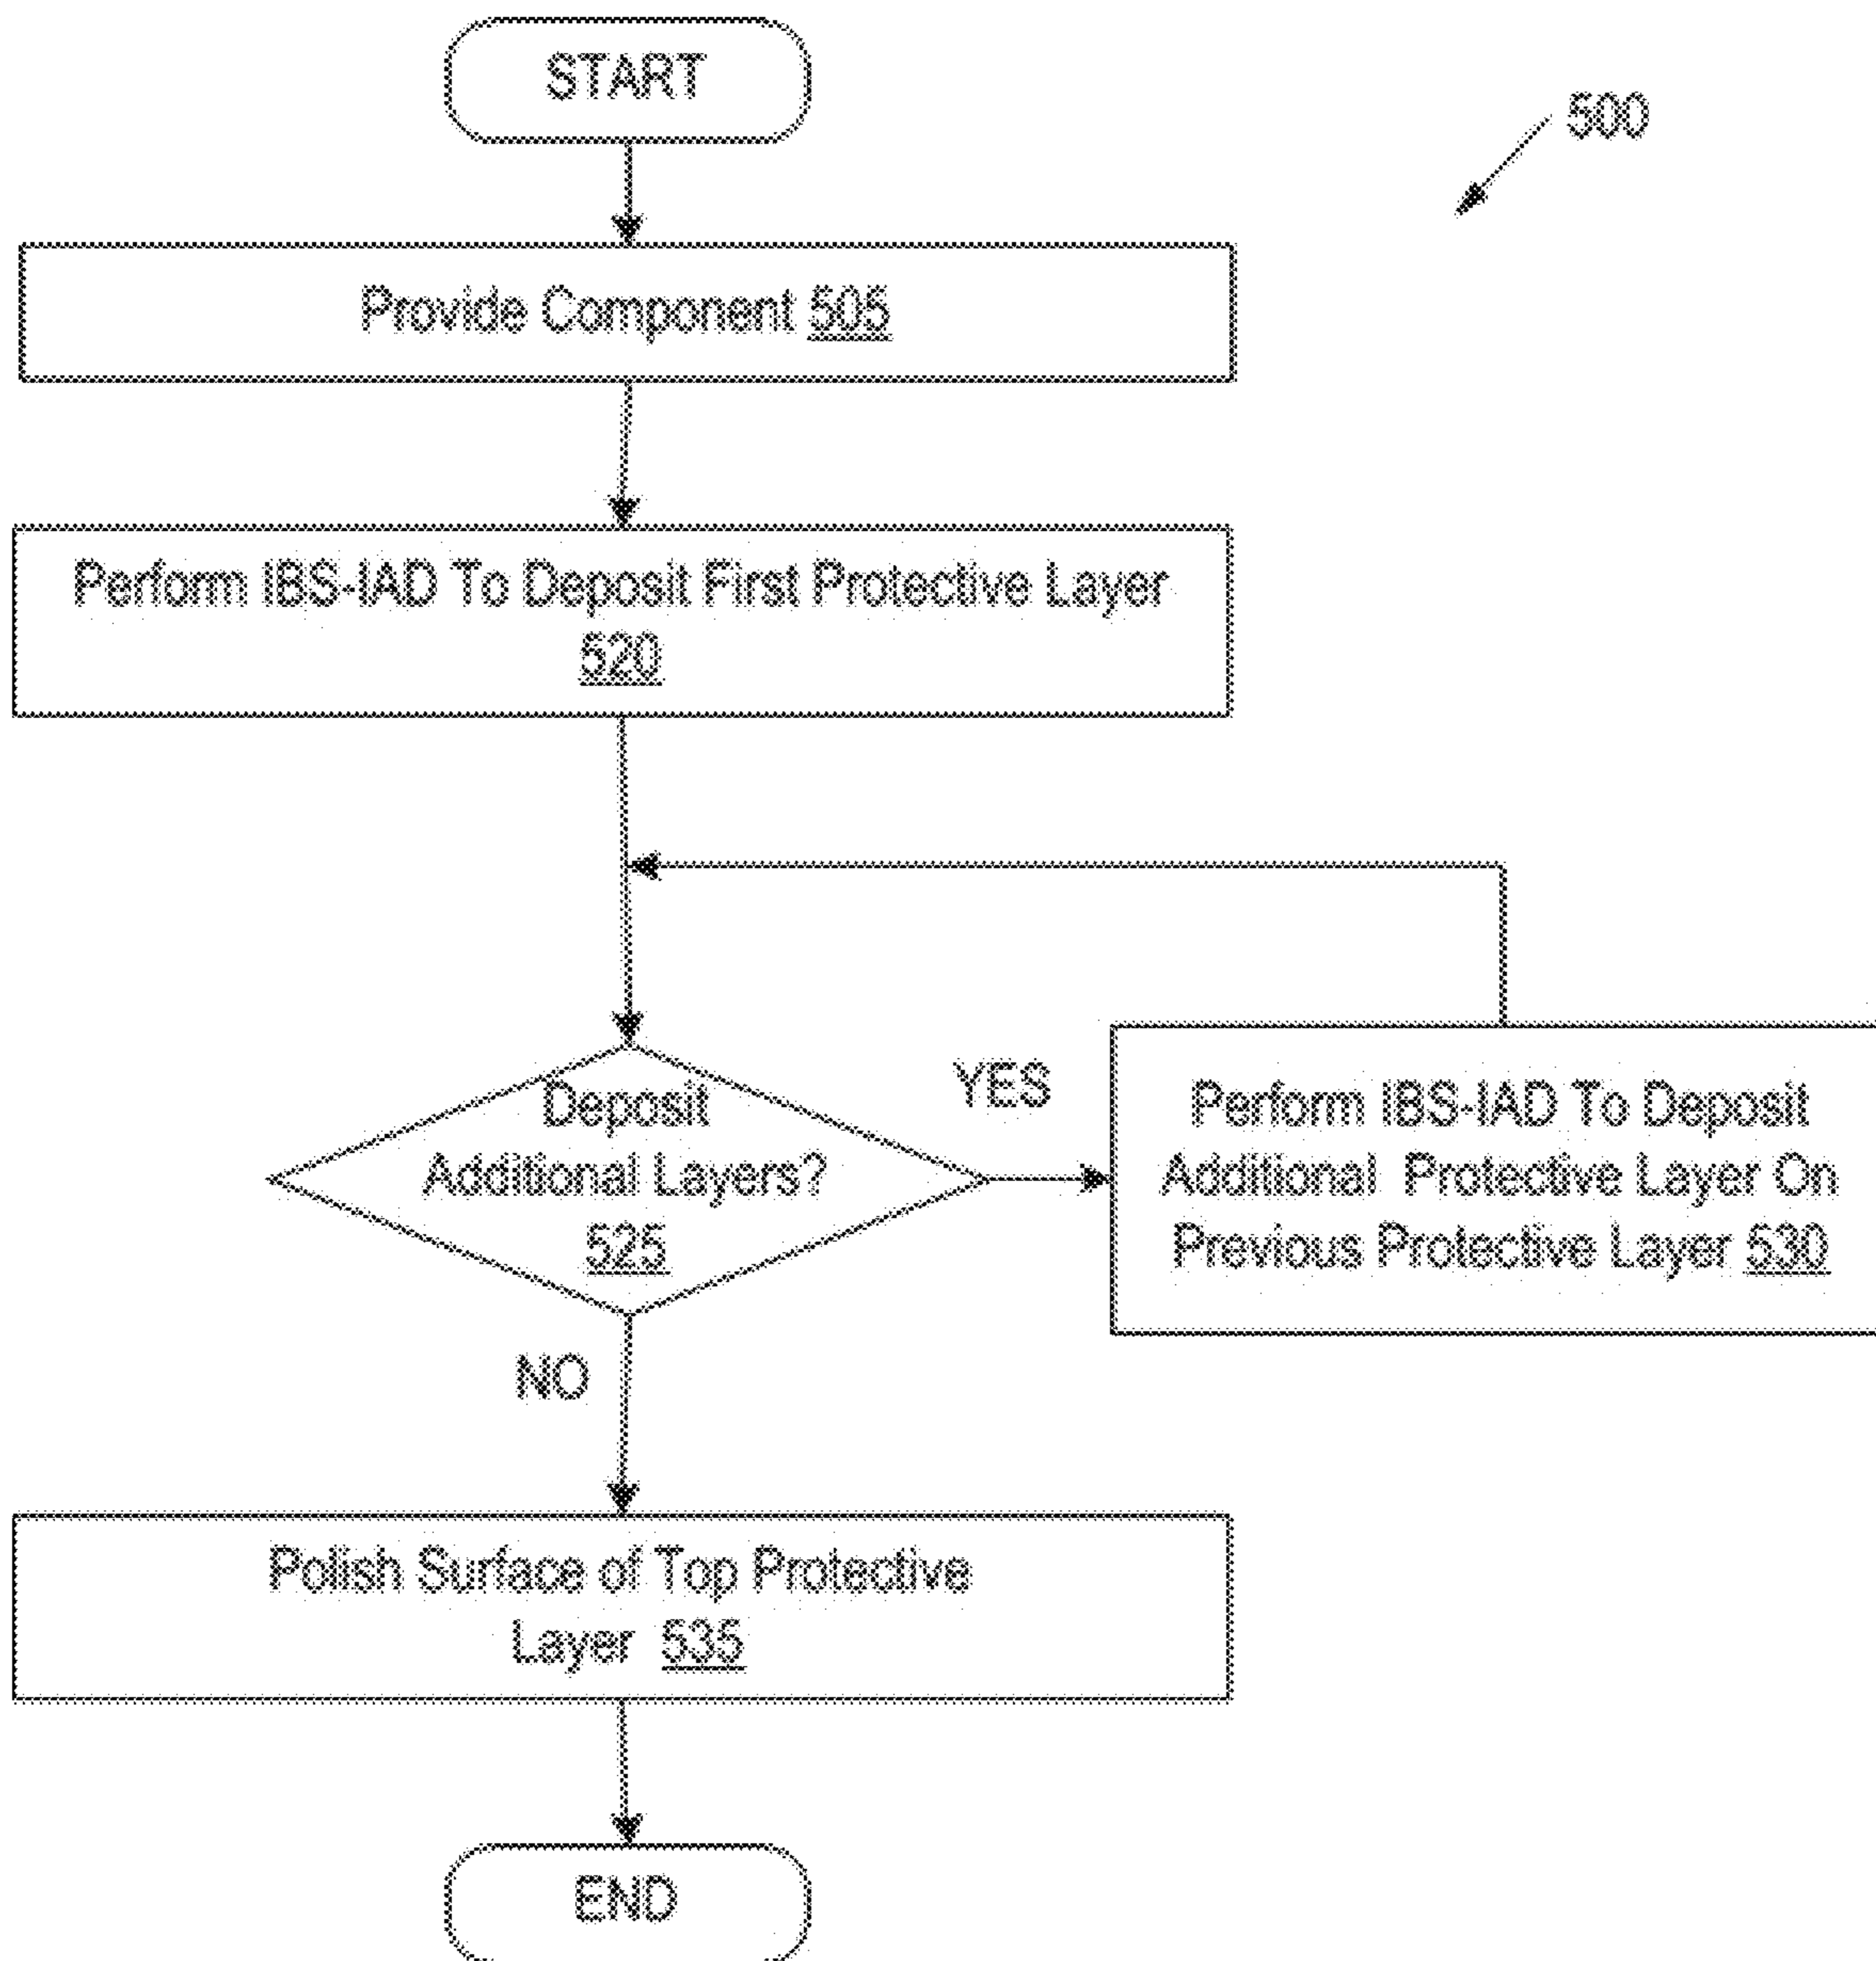 START
500
Provide Component 505
Perform IBS-IAD To Deposit First Protective Layer
520
Deposit
Additional Layers?
525
YES
Perform IBS-IAD To Deposit
Additional Protective Layer On
Previous Protective Layer 530
NO
Polish Surface of Top Protective
Layer 535
END